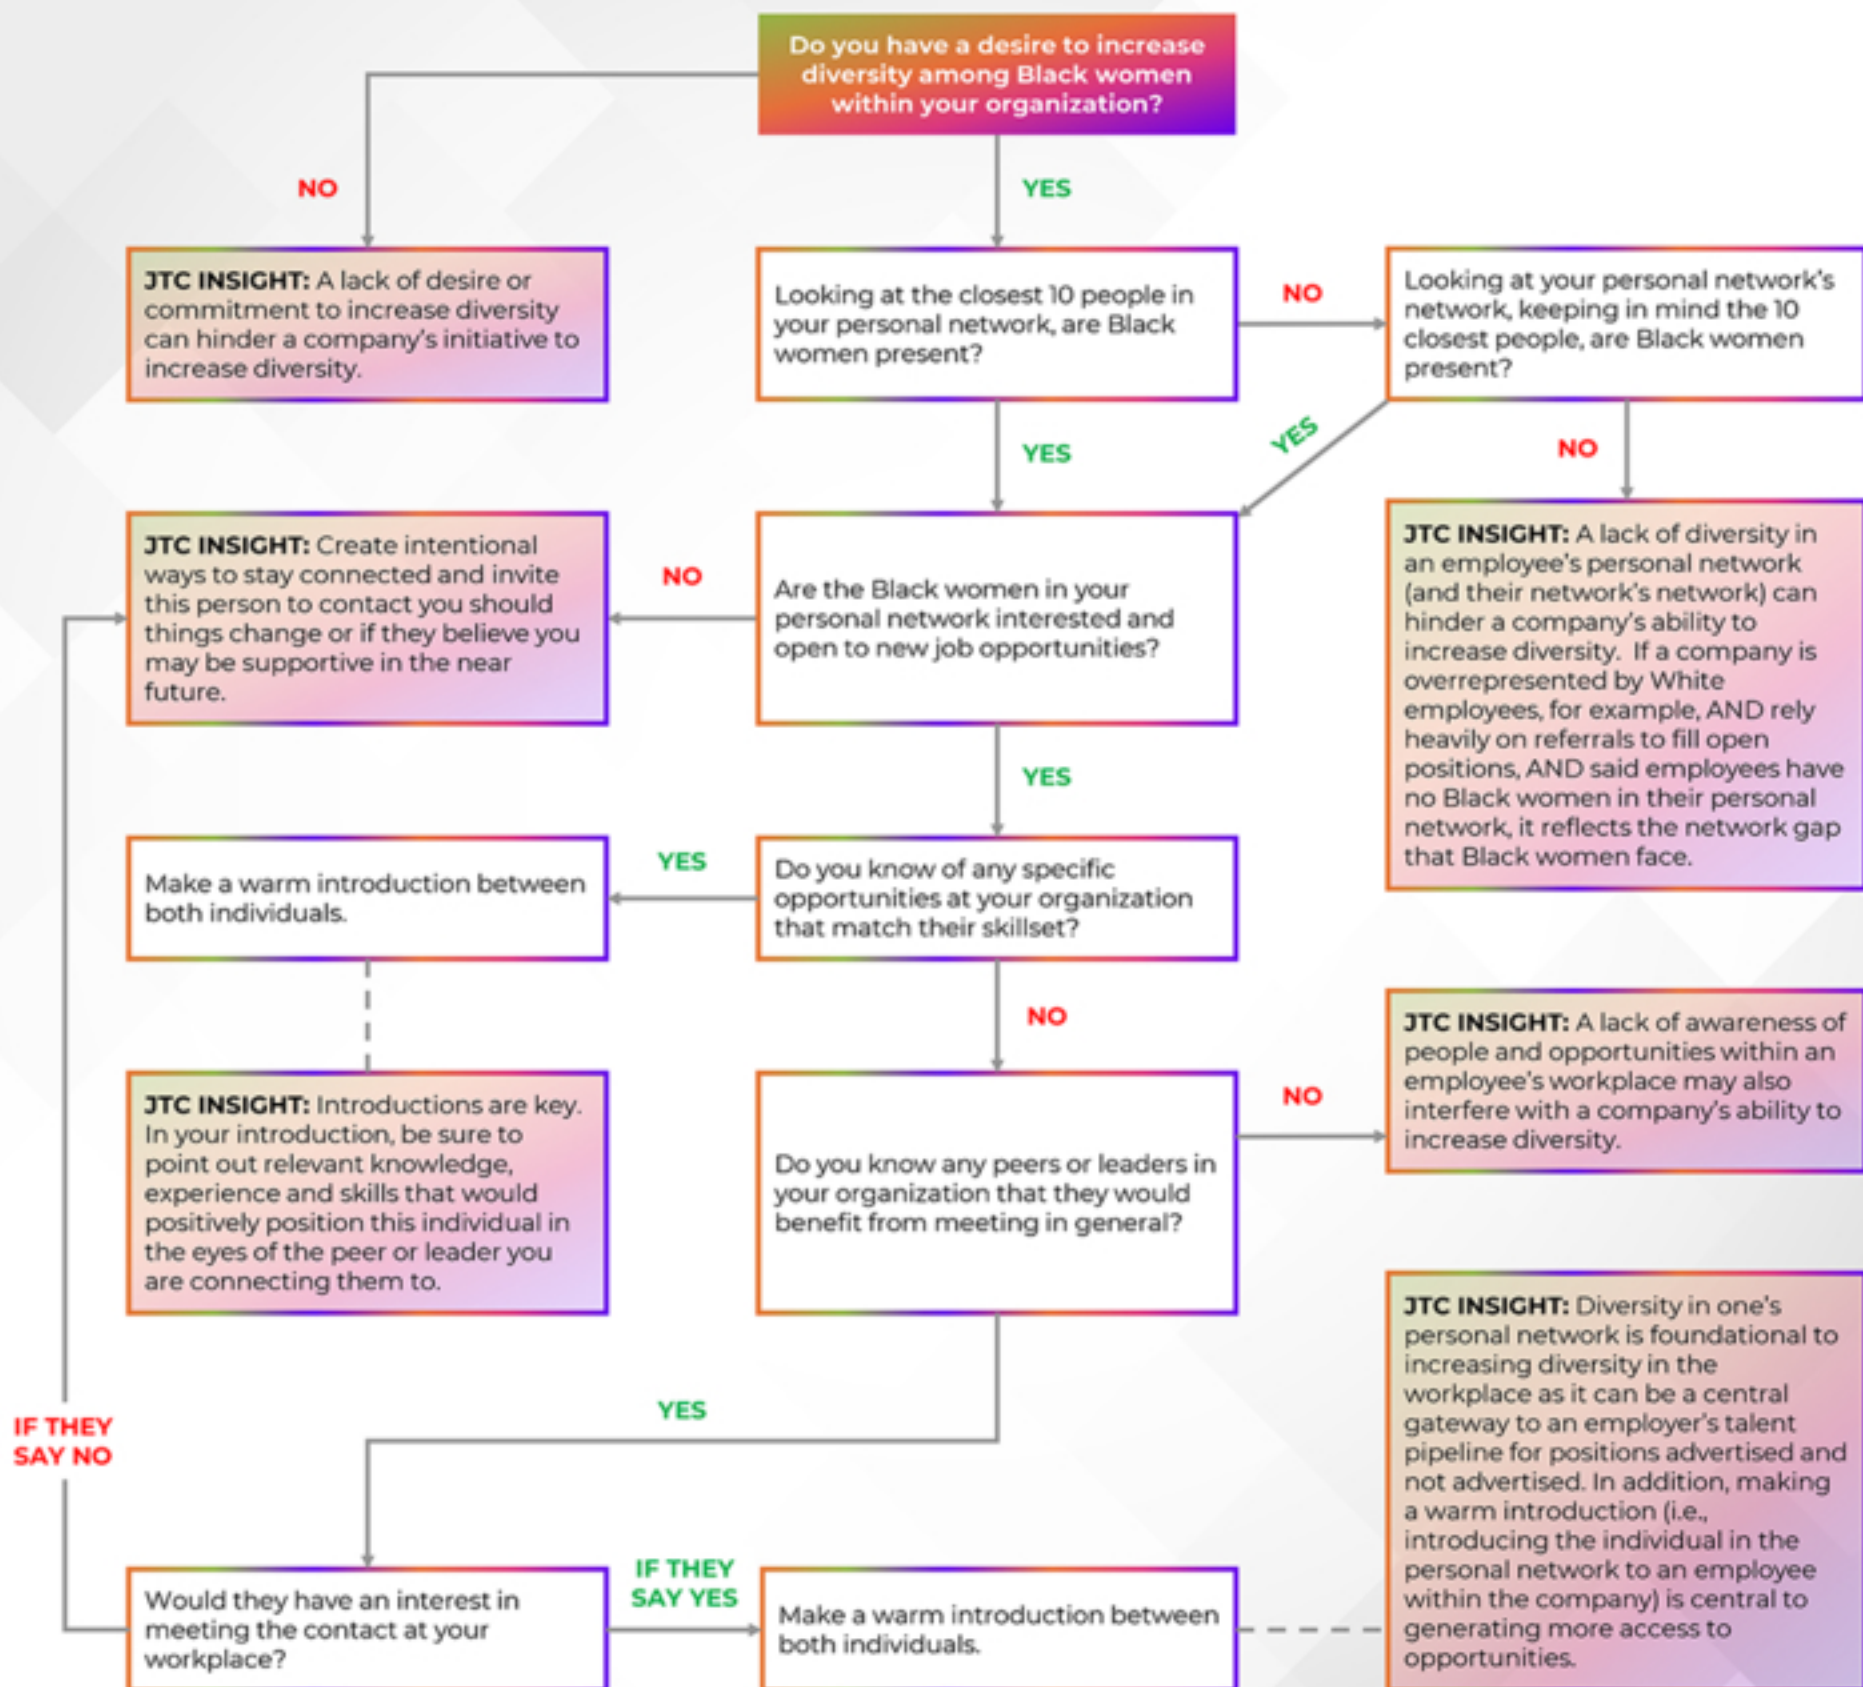 Do you have a desire to increase
diversity among Black women
within your organization?
NO
YES
JTC INSIGHT: A lack of desire or
commitment to increase diversity
can hinder a company's initiative to
increase diversity.
Looking at the closest 10 people in
your personal network, are Black
women present?
NO
Looking at your personal network's
network, keeping in mind the 10
closest people, are Black women
present?
YES
YES
NO
JTC INSIGHT: Create intentional
ways to stay connected and invite
this person to contact you should
things change or if they believe you
may be supportive in the near
future.
NO
Are the Black women in your
personal network interested and
open to new job opportunities?
JTC INSIGHT: A lack of diversity in
an employee's personal network
(and their network's network) can
hinder a company's ability to
increase diversity. If a company is
overrepresented by White
employees, for example, AND rely
heavily on referrals to fill open
positions, AND said employees have
no Black women in their personal
network, it reflects the network gap
that Black women face.
YES
Make a warm introduction between
both individuals.
YES
Do you know of any specific
opportunities at your organization
that match their skillset?
NO
JTC INSIGHT: Introductions are key.
In your introduction, be sure to
point out relevant knowledge,
experience and skills that would
positively position this individual in
the eyes of the peer or leader you
are connecting them to.
Do you know any peers or leaders in
your organization that they would
benefit from meeting in general?
NO
JTC INSIGHT: A lack of awareness of
people and opportunities within an
employee's workplace may also
interfere with a company's ability to
increase diversity.
YES
IF THEY
SAY NO
Would they have an interest in
meeting the contact at your
workplace?
IF THEY
SAY YES
Make a warm introduction between
both individuals.
JTC INSIGHT: Diversity in one's
personal network is foundational to
increasing diversity in the
workplace as it can be a central
gateway to an employer's talent
pipeline for positions advertised and
not advertised. In addition, making
a warm introduction (i.e.,
introducing the individual in the
personal network to an employee
within the company) is central to
generating more access to
opportunities.